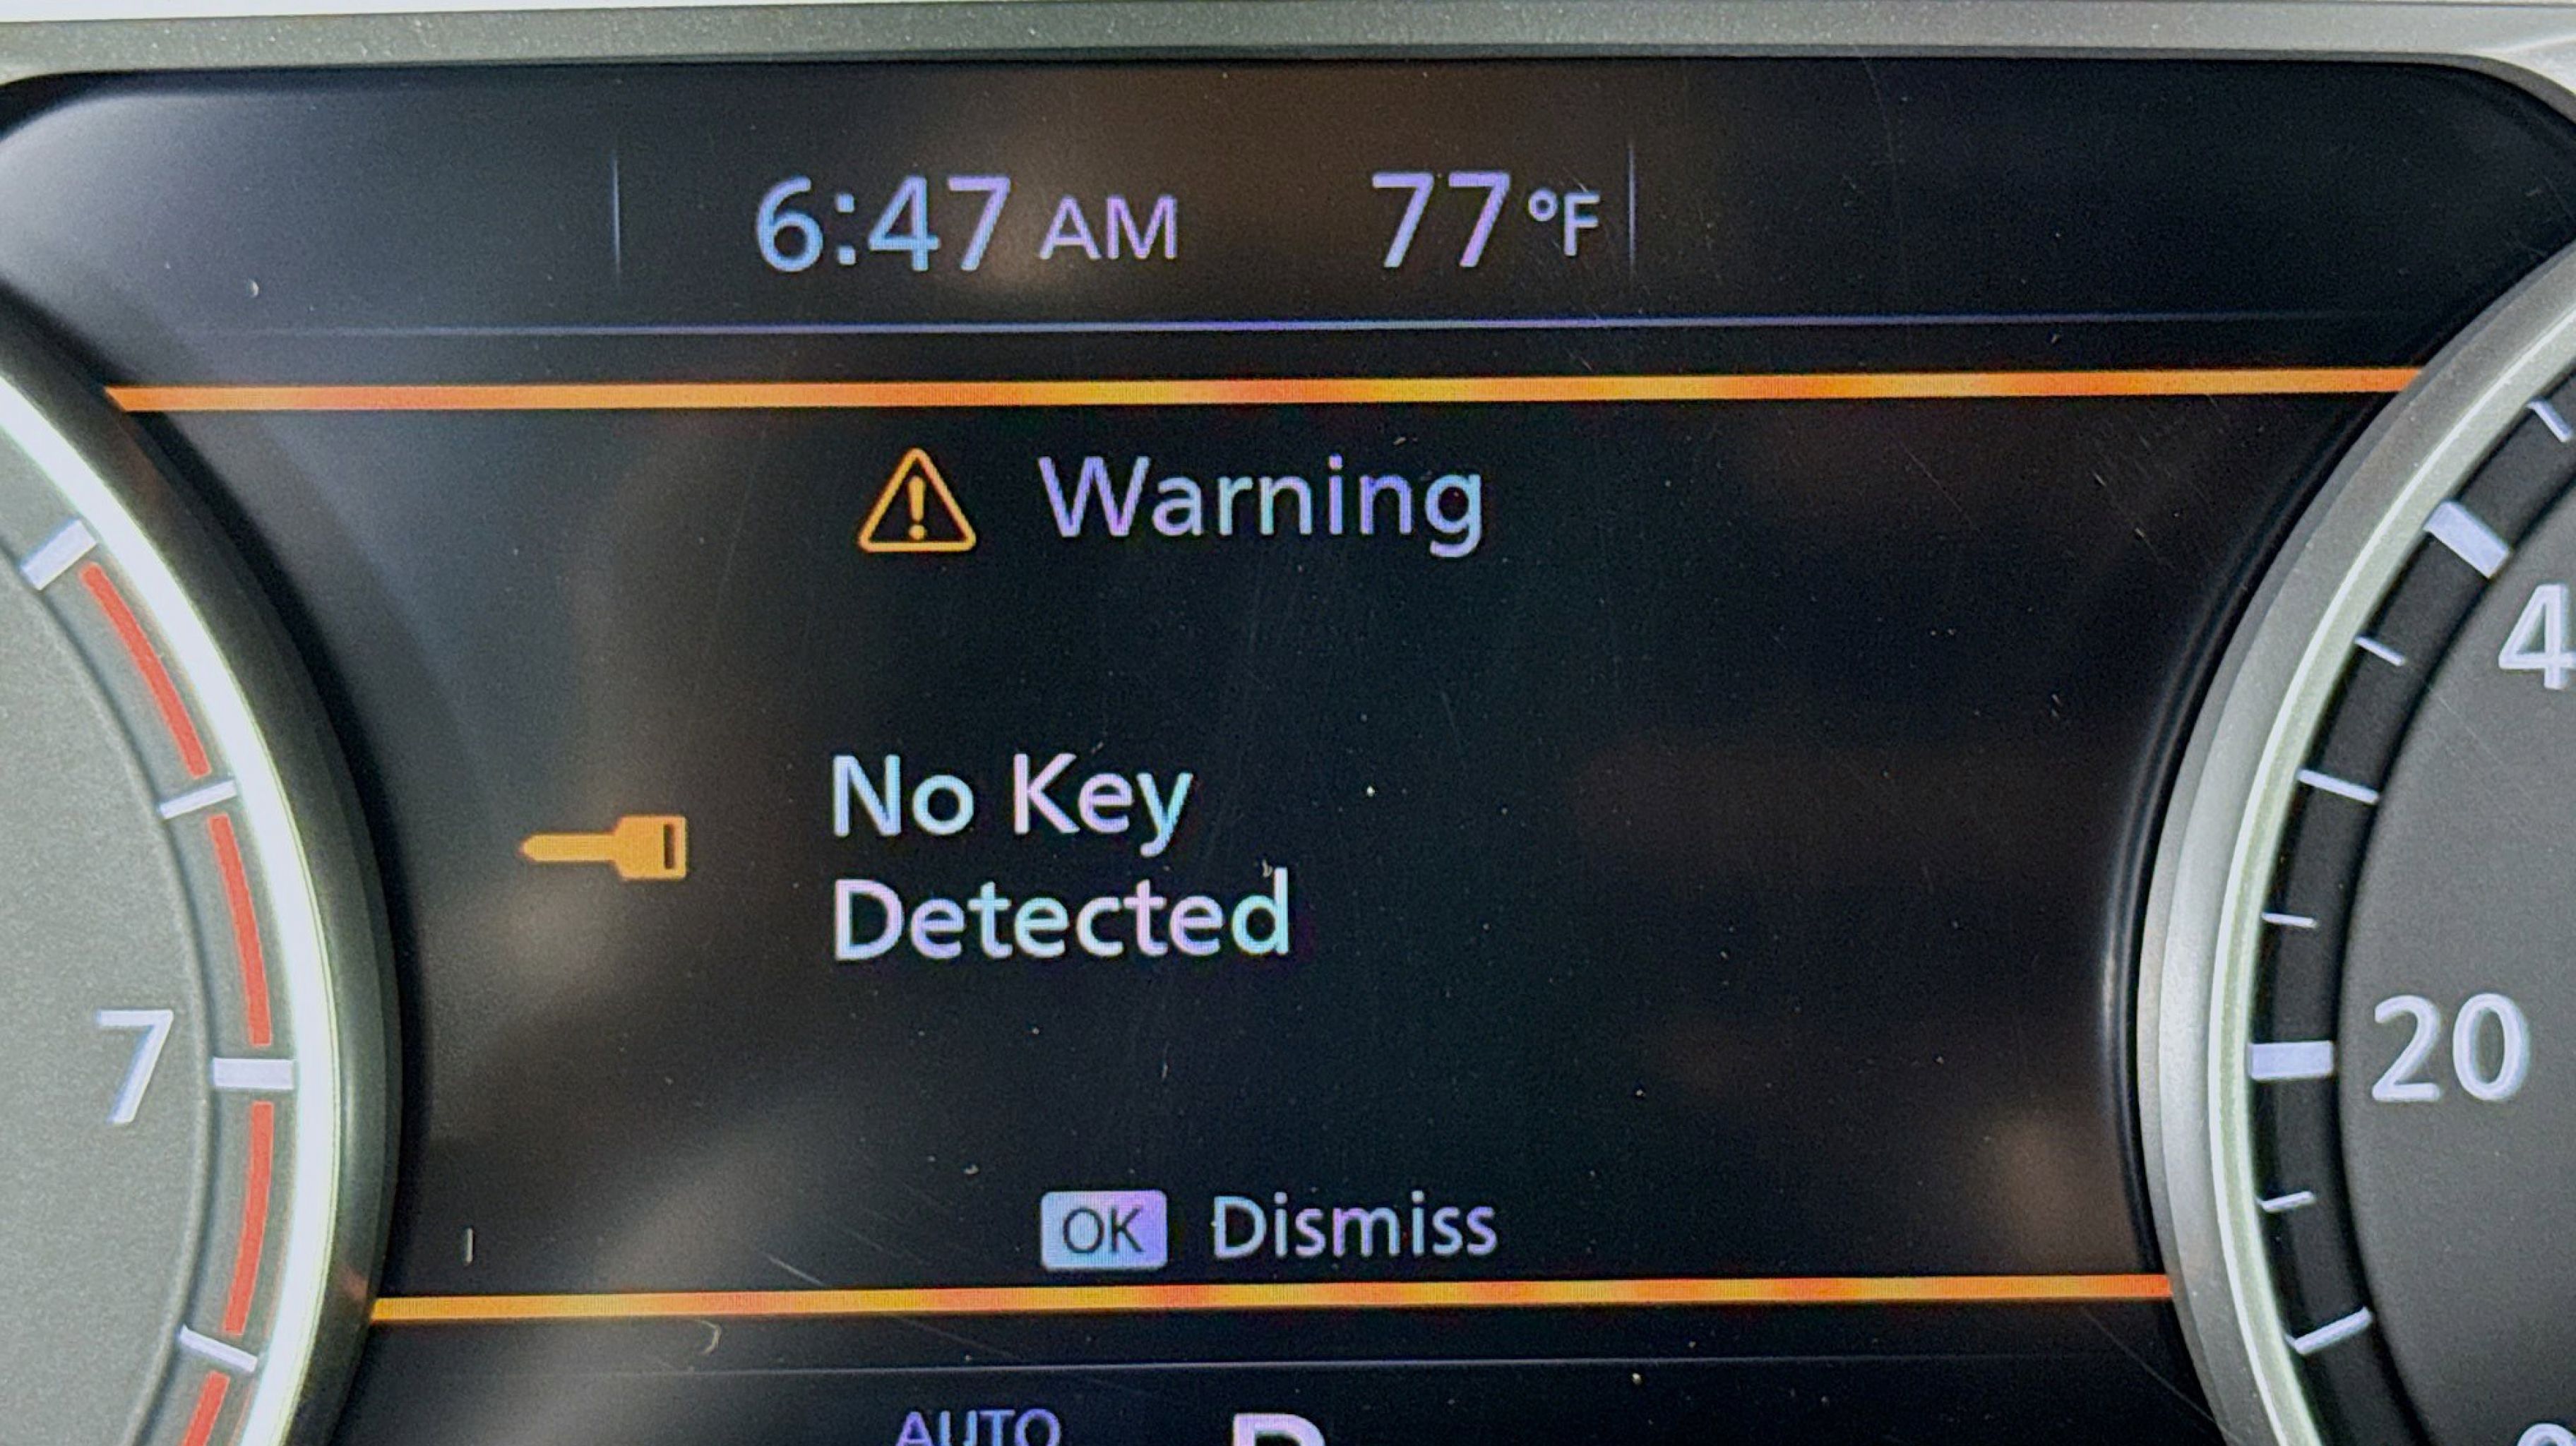 6:47 AM 77 °F
Warning
No Key
Detected
4
7
20
OK Dismiss
AUTO